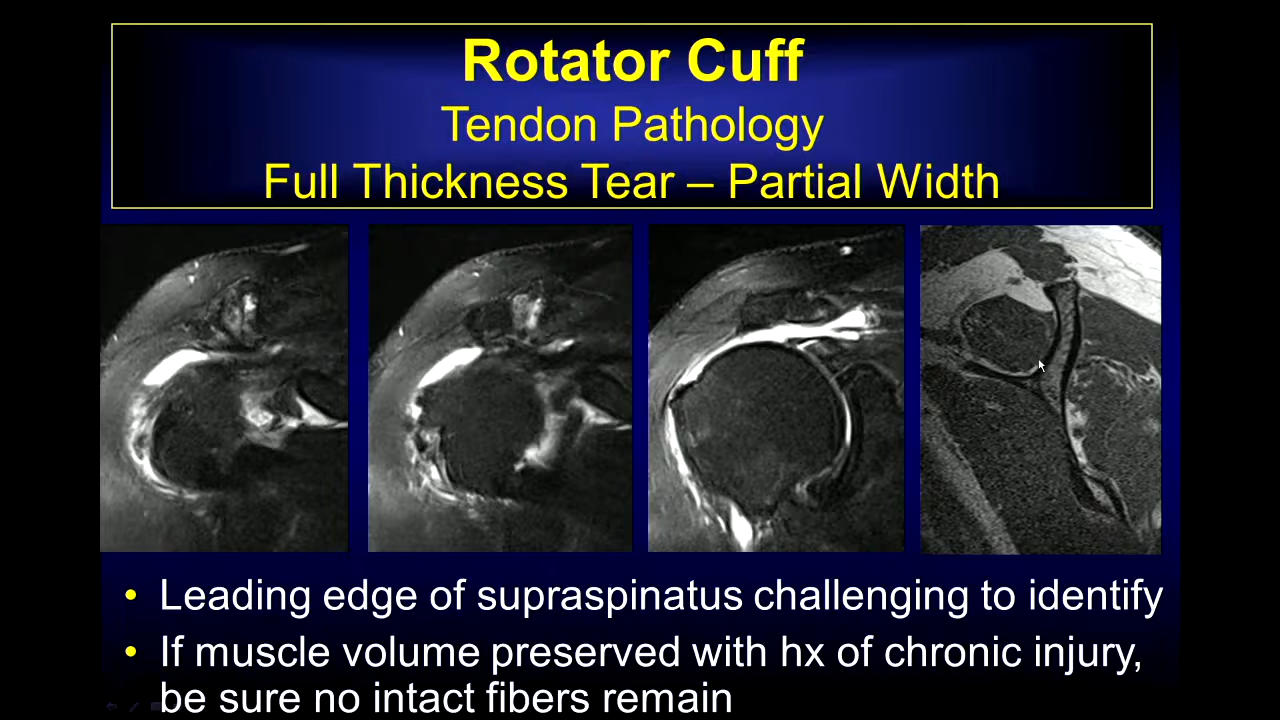 Rotator Cuff
Tendon Pathology
Full Thickness Tear – Partial Width
• Leading edge of supraspinatus challenging to identify
• If muscle volume preserved with hx of chronic injury,
be sure no intact fibers remain